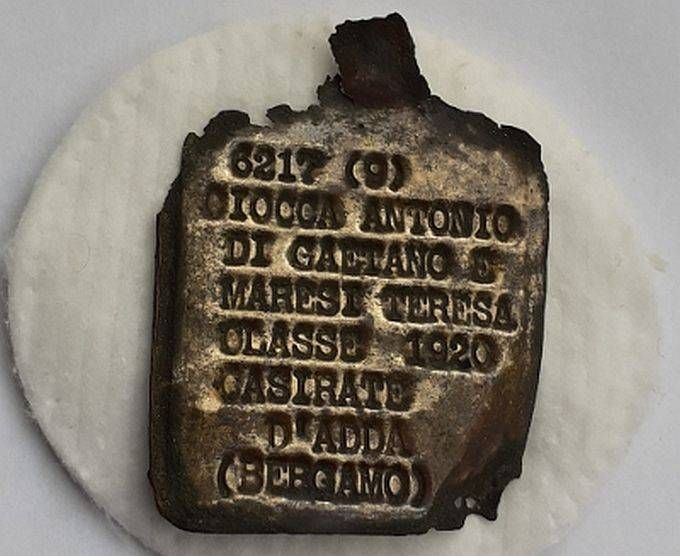 6217 (9)
CIOCCA ANTONIO
DI GAETANO E
MARESI TERESA
CLASSE 1920
CASIRATE
D'ADDA
(BERGAMO)